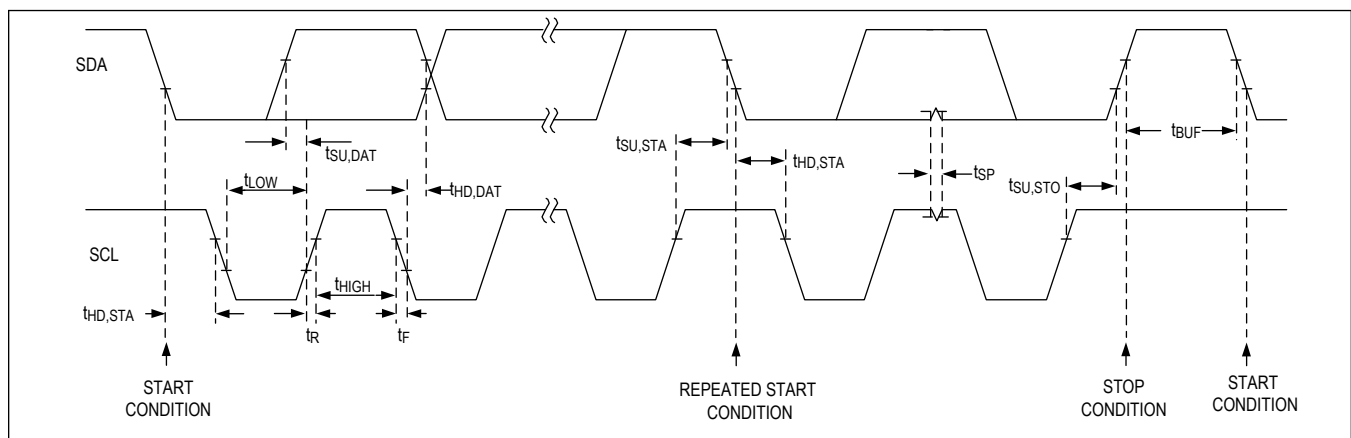 SDA
tSU,DAT
tLOW
tHD,DAT
tSU,STA
tHD,STA
tSP
tSU,STO
tBUF
SCL
tHIGH
tHD,STA
tR
tF
START
CONDITION
REPEATED START
CONDITION
STOP
CONDITION
START
CONDITION